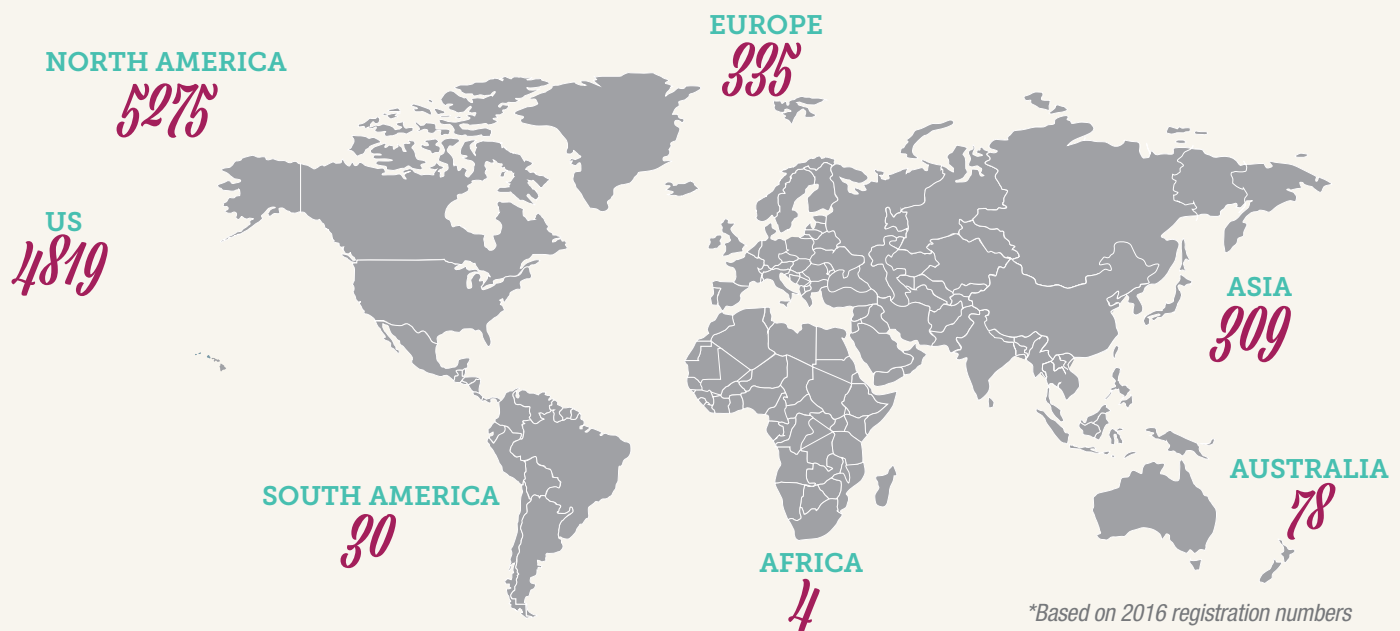 EUROPE
335
NORTH AMERICA
5275
US
4819
ASIA
309
AUSTRALIA
78
SOUTH AMERICA
30
AFRICA
4
*Based on 2016 registration numbers